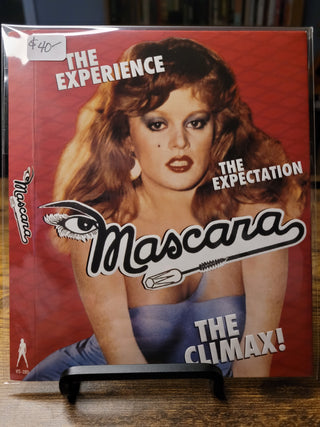 $40-
THE
EXPERIENCE
THE
EXPECTATION
Mascara
Mascara
THE
CLIMAX!